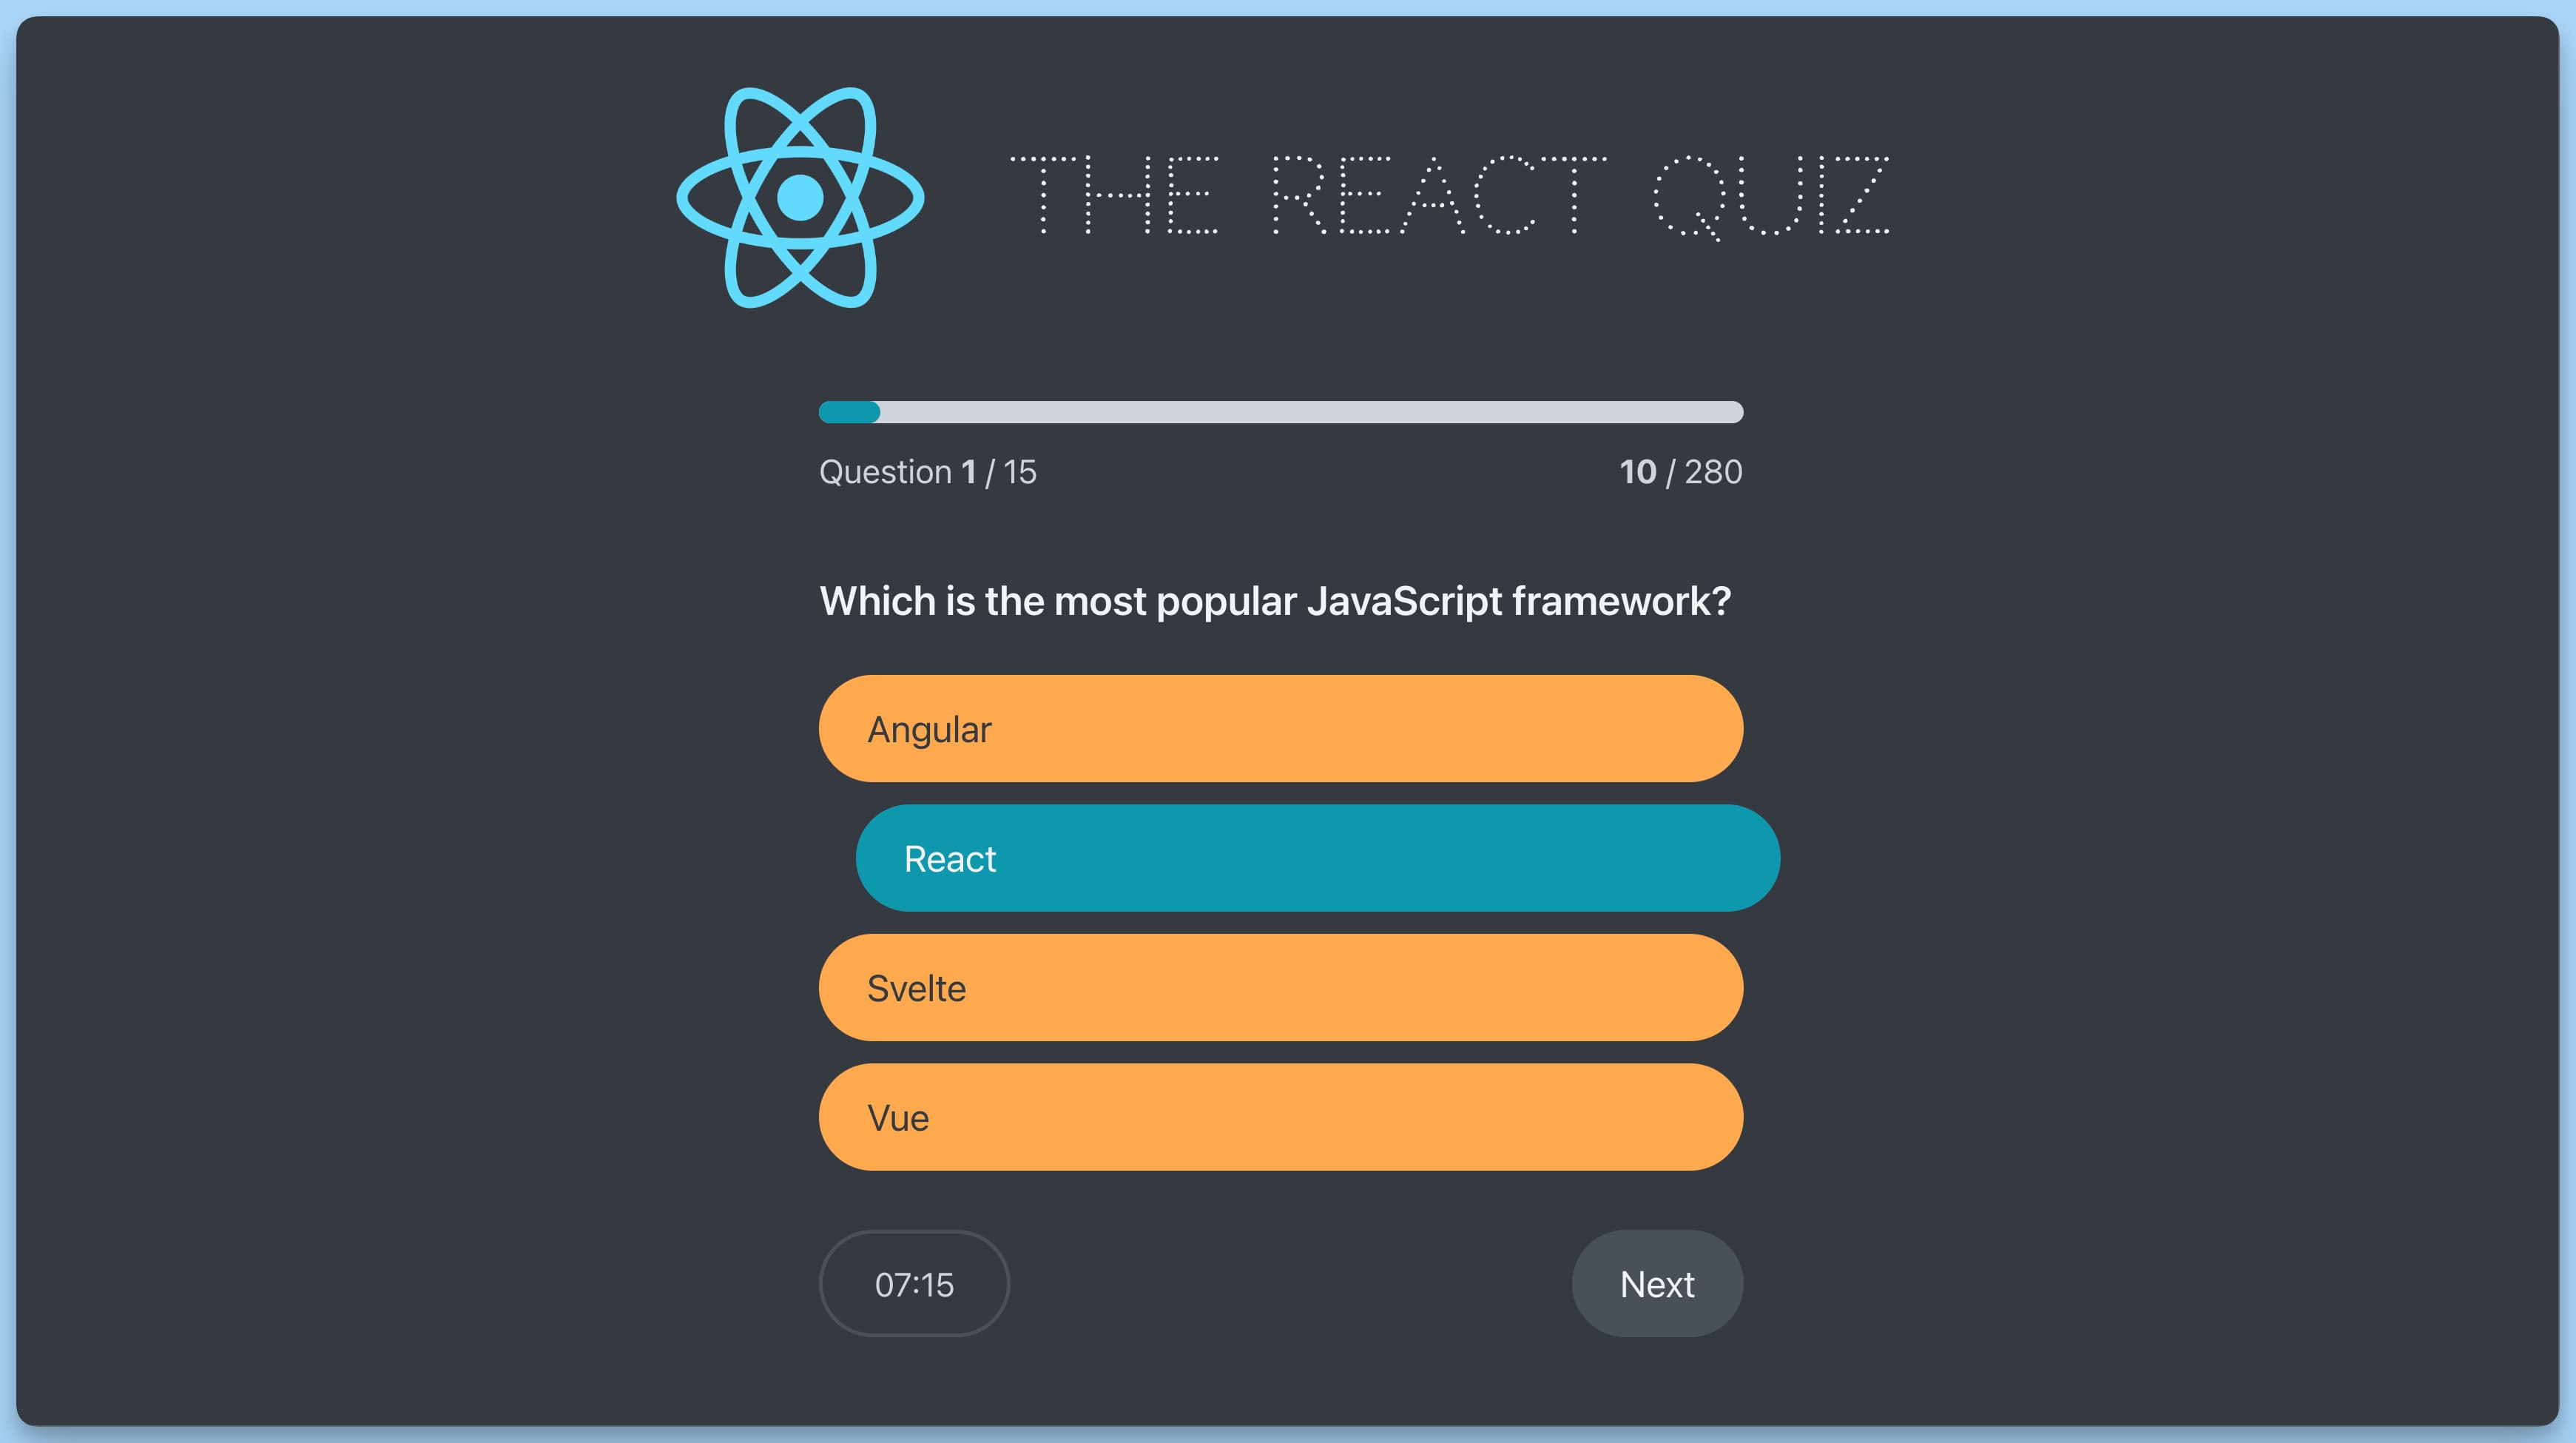 THE REACT QUIZ
Question 1 / 15
10 / 280
Which is the most popular JavaScript framework?
Angular
React
Svelte
Vue
07:15
Next